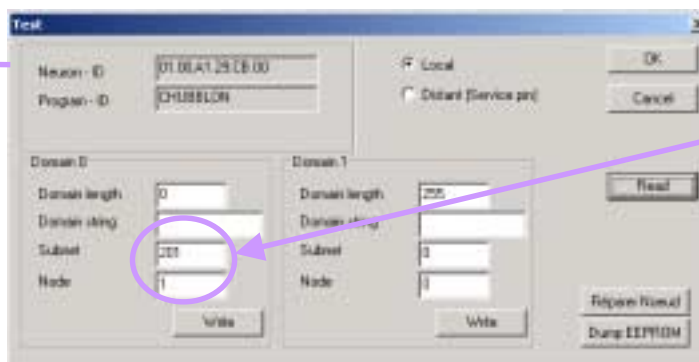 Test
Neuron - ID 01.00.A1.29.CB.00
Program - ID CHUBBLON
Local
Distant (Service pin)
OK
Cancel
Read
Domain 0
Domain length 0
Domain string
Subnet 201
Node 1
Write
Domain 1
Domain length 255
Domain string
Subnet 0
Node 0
Write
Réparer Noeud
Dump EEPROM